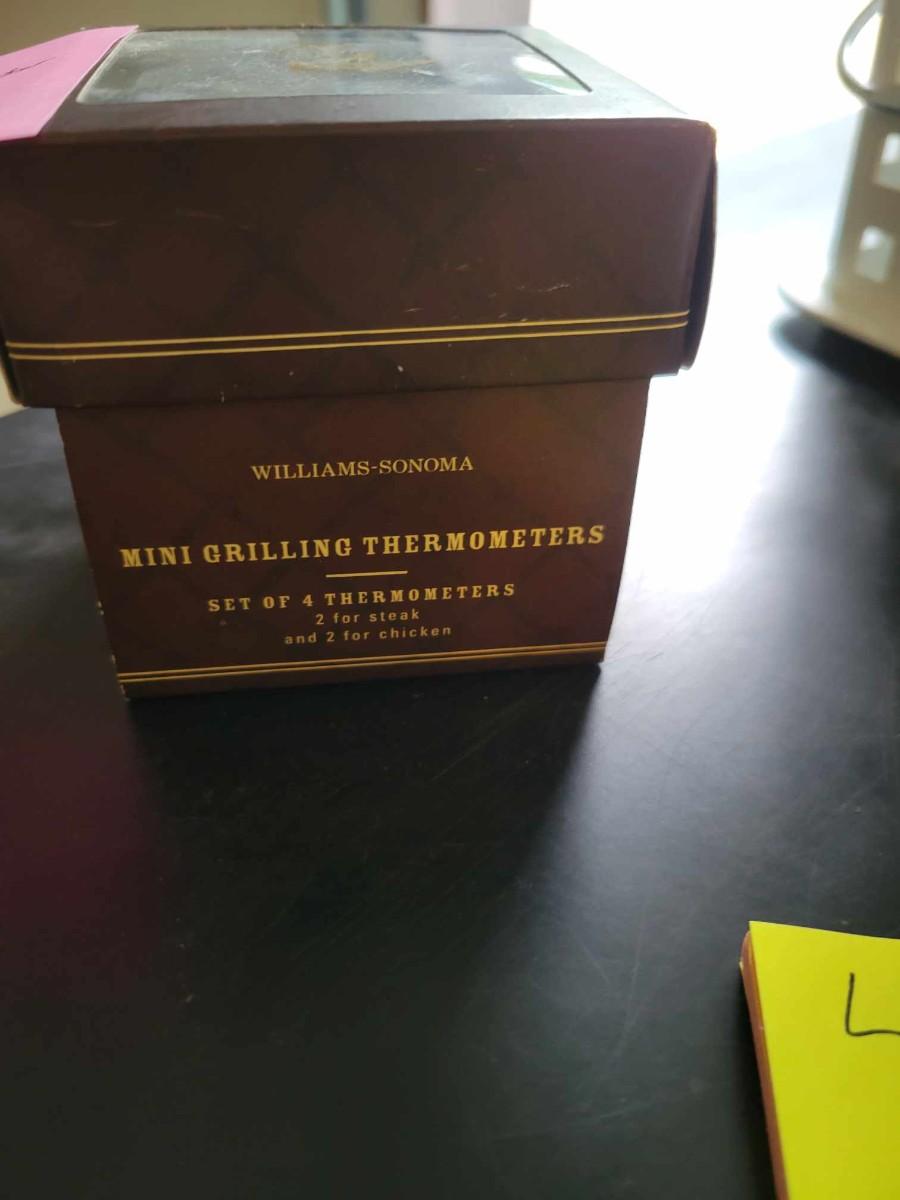 WILLIAMS-SONOMA
MINI GRILLING THERMOMETERS
SET OF 4 THERMOMETERS
2 for steak
and 2 for chicken